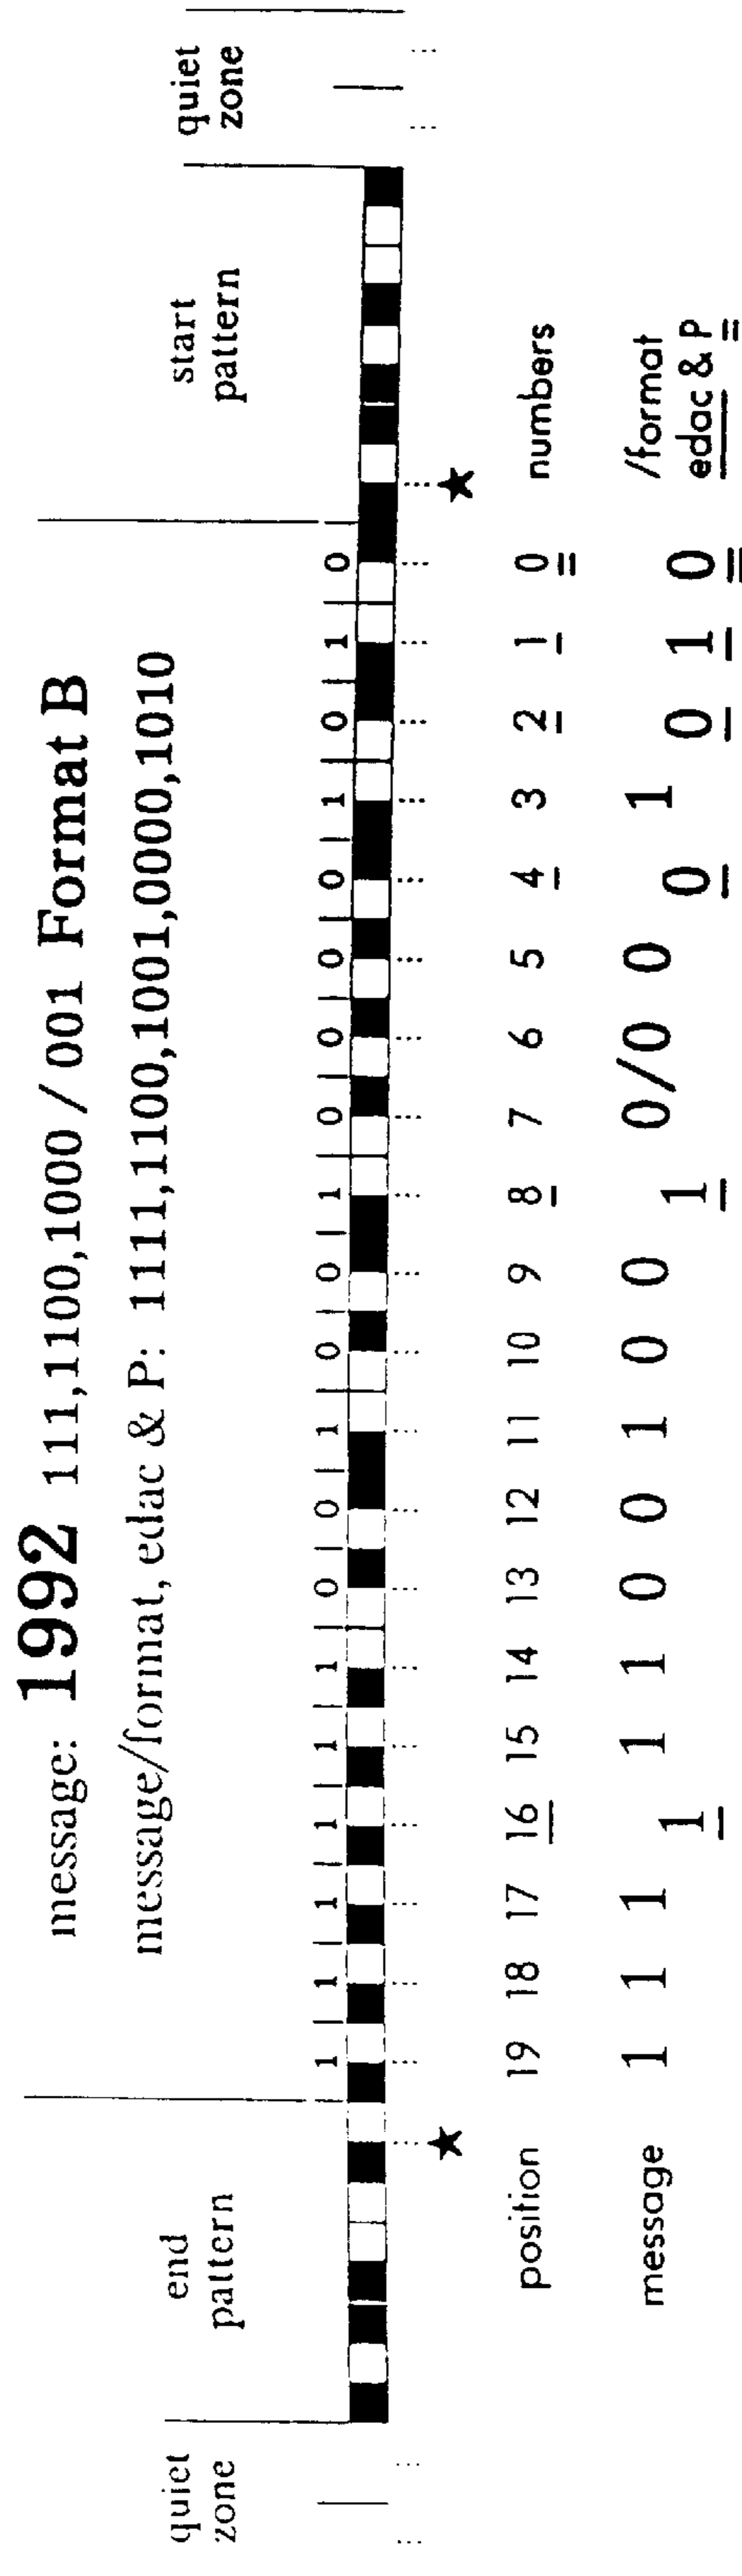 message: 1992 111,1100,1000 / 001 Format B
message/format, edac & P: 1111,1100,1001,0000,1010
quiet zone
end pattern
start pattern
quiet zone
1 1 1 1 1 1 0 0 1 0 0 1 0 0 0 0 1 0 1 0
★ ★
position 19 18 17 16 15 14 13 12 11 10 9 8 7 6 5 4 3 2 1 0 numbers
message 1 1 1 1 1 0 0 1 0 0 0/0 0 1 /format
1 1 0 0 1 0 edac & P